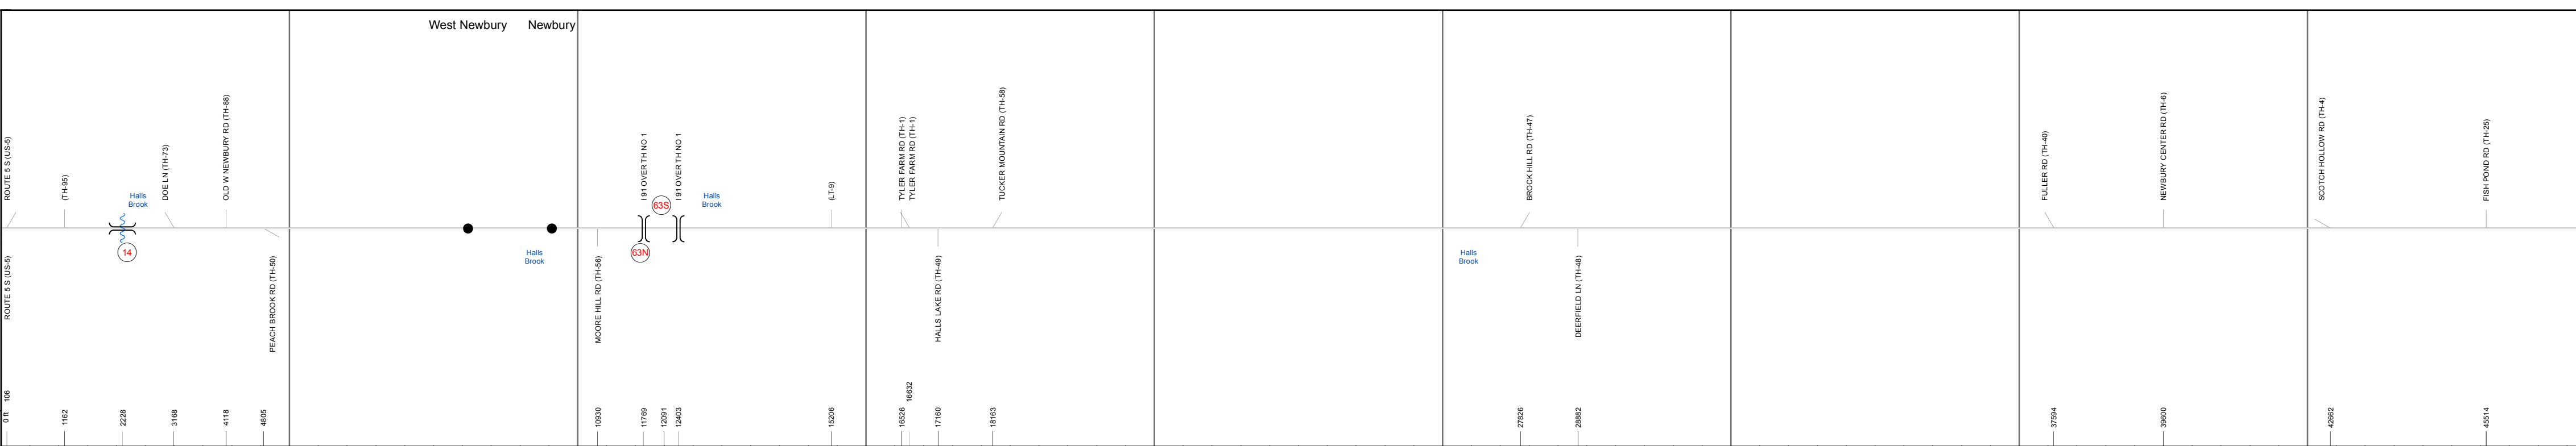 West Newbury
Newbury
ROUTE 5 S (US-5)
(TH-95)
Halls
Brook
DOE LN (TH-73)
OLD W NEWBURY RD (TH-88)
I 91 OVER TH NO 1
63S
I 91 OVER TH NO 1
Halls
Brook
(LT-9)
TYLER FARM RD (TH-1)
TYLER FARM RD (TH-1)
TUCKER MOUNTAIN RD (TH-58)
BROCK HILL RD (TH-47)
FULLER RD (TH-40)
NEWBURY CENTER RD (TH-6)
SCOTCH HOLLOW RD (TH-4)
FISH POND RD (TH-25)
ROUTE 5 S (US-5)
14
PEACH BROOK RD (TH-50)
Halls
Brook
MOORE HILL RD (TH-56)
63N
HALLS LAKE RD (TH-49)
Halls
Brook
DEERFIELD LN (TH-48)
0 ft
106
1162
2228
3168
4118
4805
10930
11769
12091
12403
15206
16526
16632
17160
18163
27826
28882
37594
39600
42662
45514